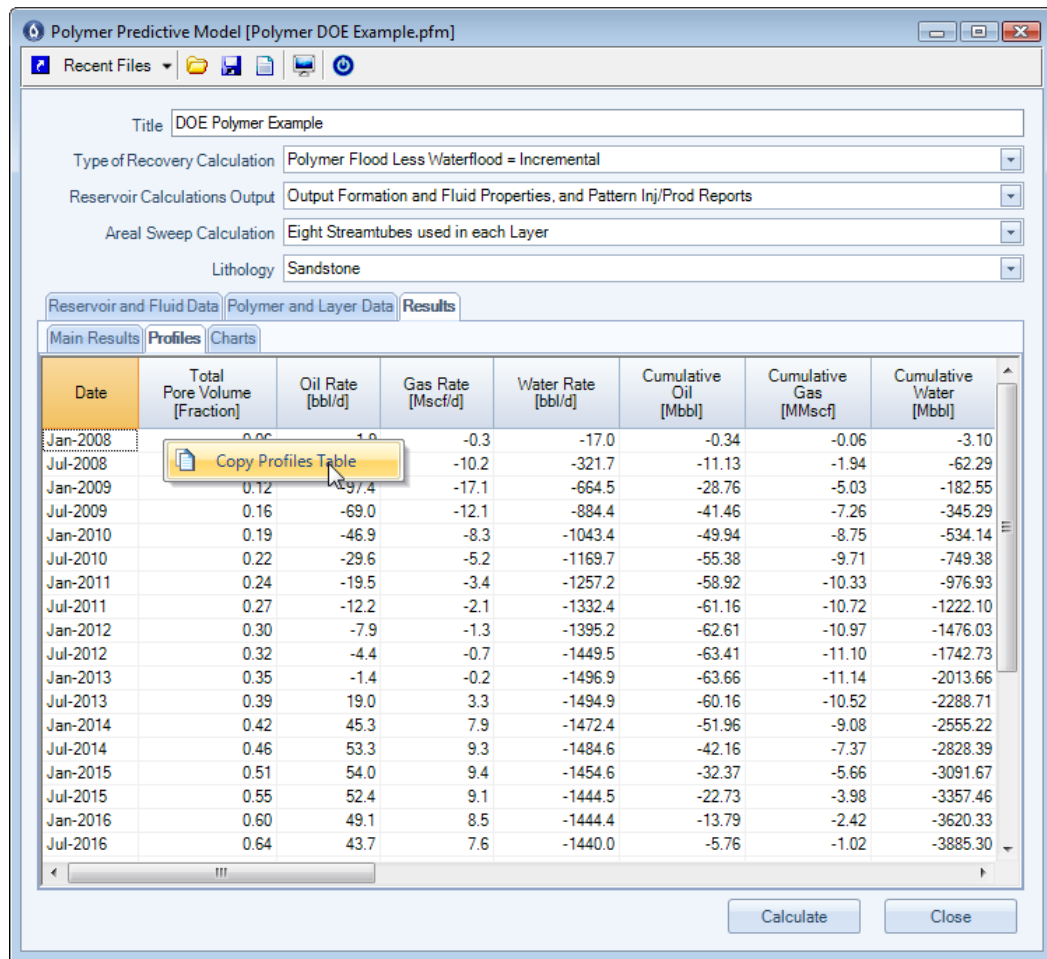 Polymer Predictive Model [Polymer DOE Example.pfm]
Recent Files
Title DOE Polymer Example
Type of Recovery Calculation Polymer Flood Less Waterflood = Incremental
Reservoir Calculations Output Output Formation and Fluid Properties, and Pattern Inj/Prod Reports
Areal Sweep Calculation Eight Streamtubes used in each Layer
Lithology Sandstone
Reservoir and Fluid Data Polymer and Layer Data Results
Main Results Profiles Charts
Date Total Pore Volume [Fraction] Oil Rate [bbl/d] Gas Rate [Mscf/d] Water Rate [bbl/d] Cumulative Oil [Mbbl] Cumulative Gas [MMscf] Cumulative Water [Mbbl]
Jan-2008 -0.3 -17.0 -0.34 -0.06 -3.10
Copy Profiles Table
Jul-2008 -10.2 -321.7 -11.13 -1.94 -62.29
Jan-2009 0.12 -97.4 -17.1 -664.5 -28.76 -5.03 -182.55
Jul-2009 0.16 -69.0 -12.1 -884.4 -41.46 -7.26 -345.29
Jan-2010 0.19 -46.9 -8.3 -1043.4 -49.94 -8.75 -534.14
Jul-2010 0.22 -29.6 -5.2 -1169.7 -55.38 -9.71 -749.38
Jan-2011 0.24 -19.5 -3.4 -1257.2 -58.92 -10.33 -976.93
Jul-2011 0.27 -12.2 -2.1 -1332.4 -61.16 -10.72 -1222.10
Jan-2012 0.30 -7.9 -1.3 -1395.2 -62.61 -10.97 -1476.03
Jul-2012 0.32 -4.4 -0.7 -1449.5 -63.41 -11.10 -1742.73
Jan-2013 0.35 -1.4 -0.2 -1496.9 -63.66 -11.14 -2013.66
Jul-2013 0.39 19.0 3.3 -1494.9 -60.16 -10.52 -2288.71
Jan-2014 0.42 45.3 7.9 -1472.4 -51.96 -9.08 -2555.22
Jul-2014 0.46 53.3 9.3 -1484.6 -42.16 -7.37 -2828.39
Jan-2015 0.51 54.0 9.4 -1454.6 -32.37 -5.66 -3091.67
Jul-2015 0.55 52.4 9.1 -1444.5 -22.73 -3.98 -3357.46
Jan-2016 0.60 49.1 8.5 -1444.4 -13.79 -2.42 -3620.33
Jul-2016 0.64 43.7 7.6 -1440.0 -5.76 -1.02 -3885.30
Calculate Close